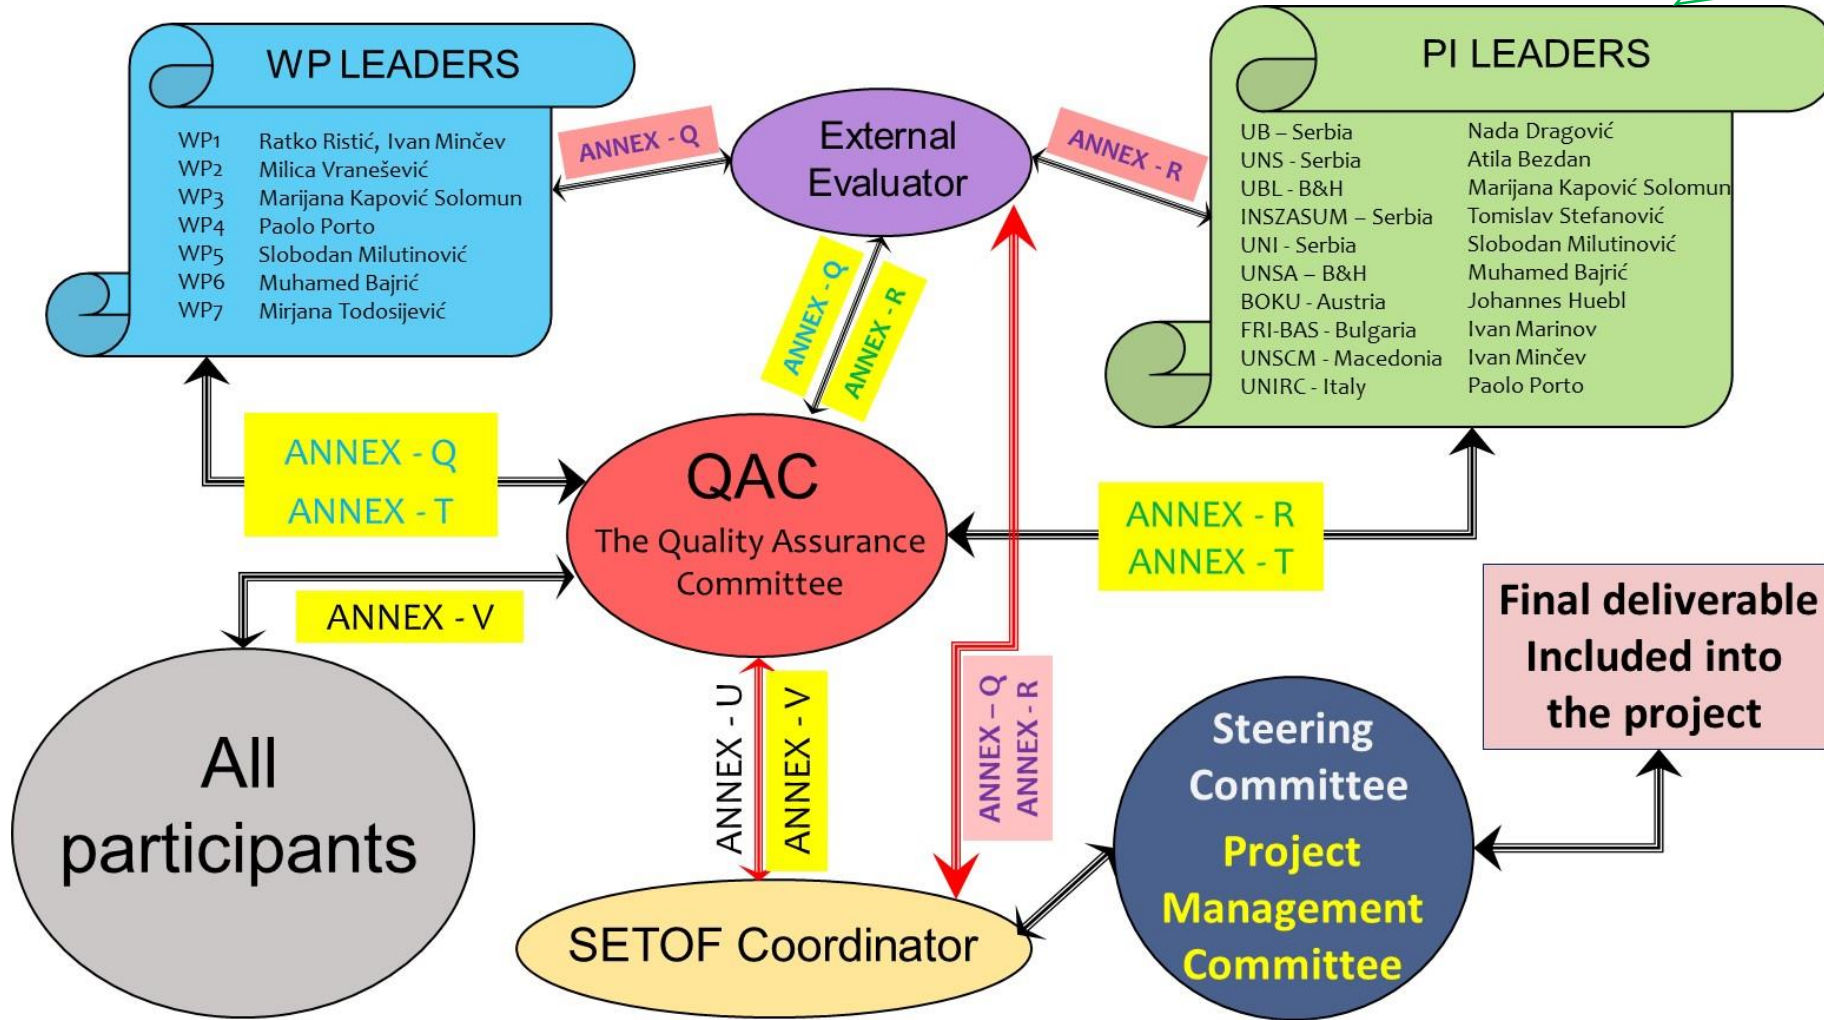 WP LEADERS
WP1 Ratko Ristić, Ivan Minčev
WP2 Milica Vranešević
WP3 Marijana Kapović Solomun
WP4 Paolo Porto
WP5 Slobodan Milutinović
WP6 Muhamed Bajrić
WP7 Mirjana Todosijević
ANNEX - Q
External
Evaluator
ANNEX - R
PI LEADERS
UB – Serbia Nada Dragović
UNS - Serbia Atila Bezdan
UBL - B&H Marijana Kapović Solomun
INSZASUM – Serbia Tomislav Stefanović
UNI - Serbia Slobodan Milutinović
UNSA – B&H Muhamed Bajrić
BOKU - Austria Johannes Huebl
FRI-BAS - Bulgaria Ivan Marinov
UNSCM - Macedonia Ivan Minčev
UNIRC - Italy Paolo Porto
ANNEX - Q
ANNEX - R
ANNEX - Q
ANNEX - T
QAC
The Quality Assurance
Committee
ANNEX - R
ANNEX - T
ANNEX - V
All
participants
ANNEX - U
ANNEX - V
ANNEX – Q
ANNEX - R
SETOF Coordinator
Steering
Committee
Project
Management
Committee
Final deliverable
Included into
the project